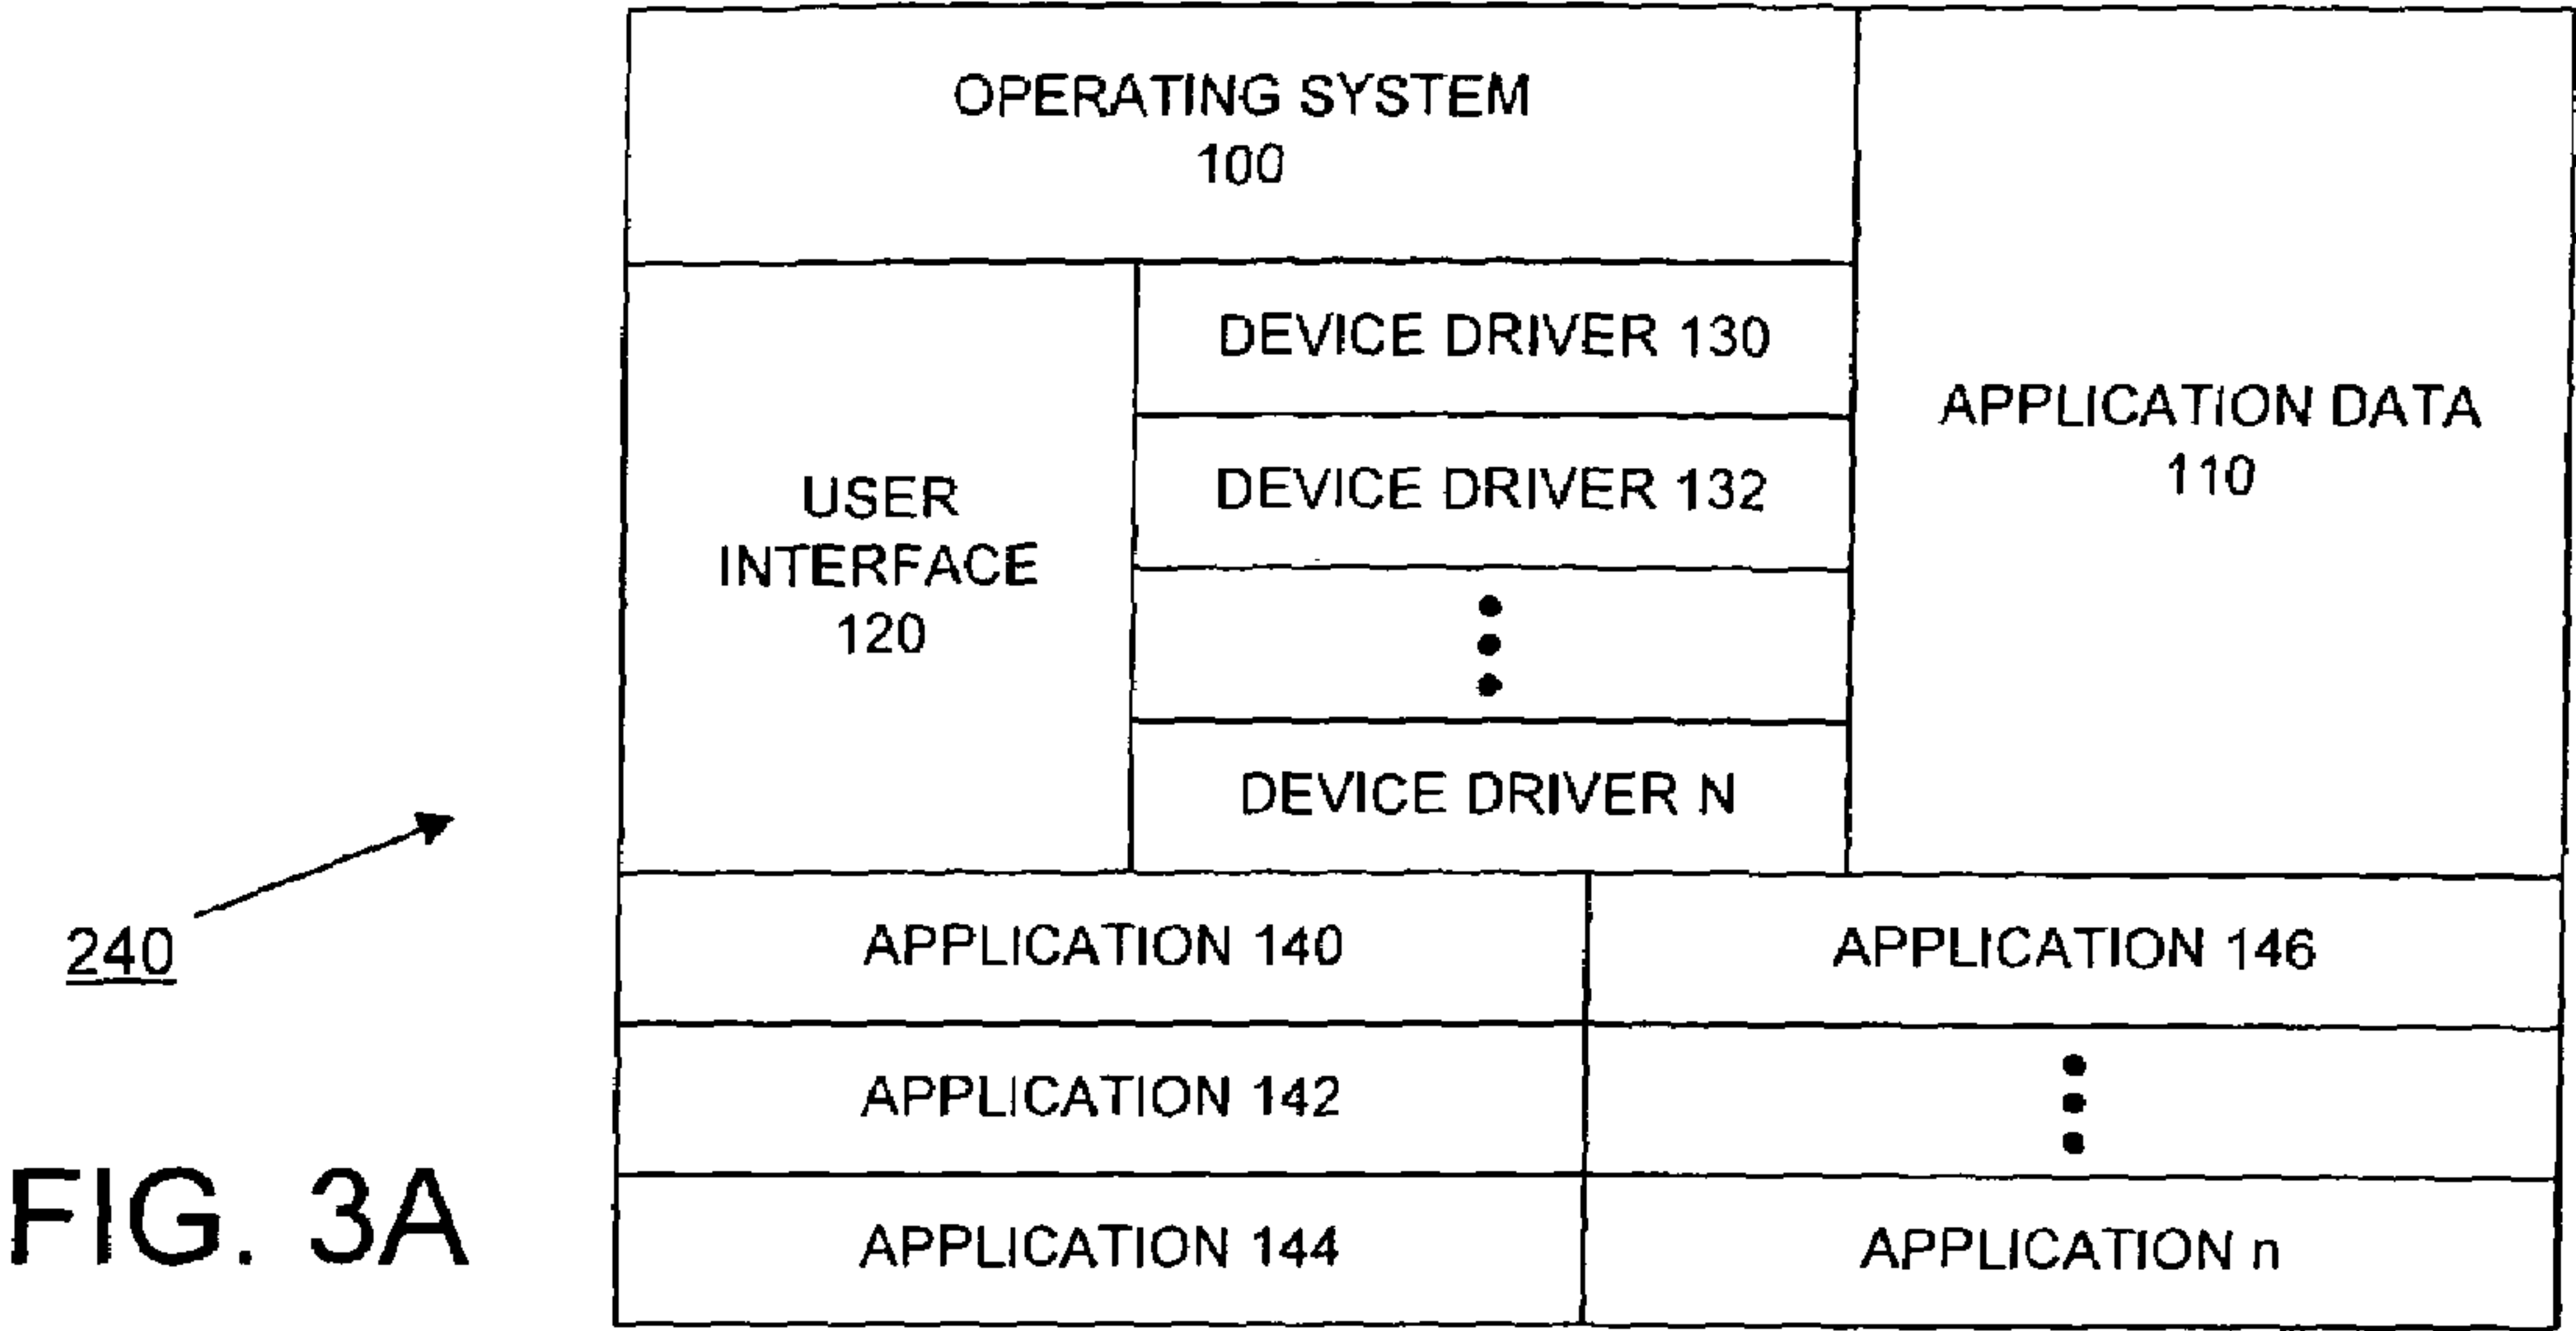 OPERATING SYSTEM
100
APPLICATION DATA
110
USER
INTERFACE
120
DEVICE DRIVER 130
DEVICE DRIVER 132
DEVICE DRIVER N
APPLICATION 140
APPLICATION 146
APPLICATION 142
APPLICATION 144
APPLICATION n
240
FIG. 3A